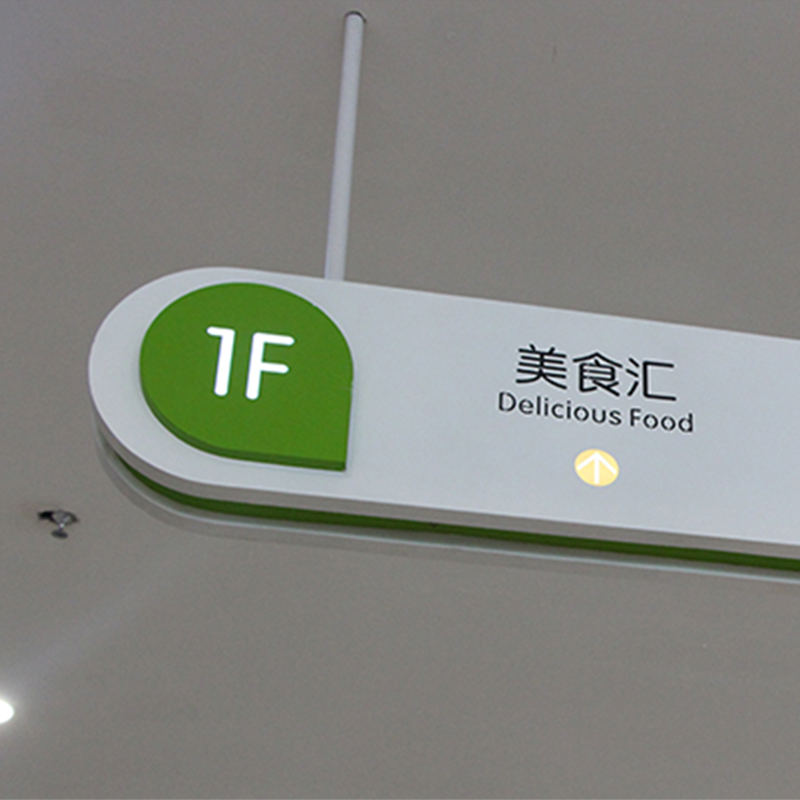 1F
美食汇
Delicious Food